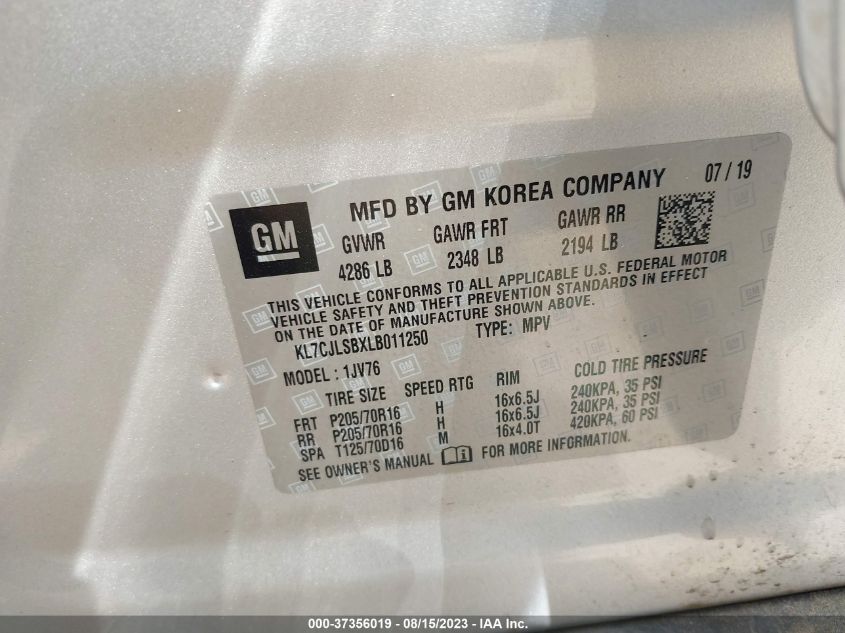 GM
MFD BY GM KOREA COMPANY 07 / 19
GVWR GAWR FRT GAWR RR
4286 LB 2348 LB 2194 LB
THIS VEHICLE CONFORMS TO ALL APPLICABLE U.S. FEDERAL MOTOR
VEHICLE SAFETY AND THEFT PREVENTION STANDARDS IN EFFECT
ON THE DATE OF MANUFACTURE SHOWN ABOVE.
KL7CJLSBXLB011250 TYPE: MPV
MODEL : 1JV76
TIRE SIZE SPEED RTG RIM COLD TIRE PRESSURE
FRT P205/70R16 H 16x6.5J 240KPA, 35 PSI
RR P205/70R16 H 16x6.5J 240KPA, 35 PSI
SPA T125/70D16 M 16x4.0T 420KPA, 60 PSI
SEE OWNER'S MANUAL FOR MORE INFORMATION.
000-37356019 - 08/15/2023 - IAA Inc.